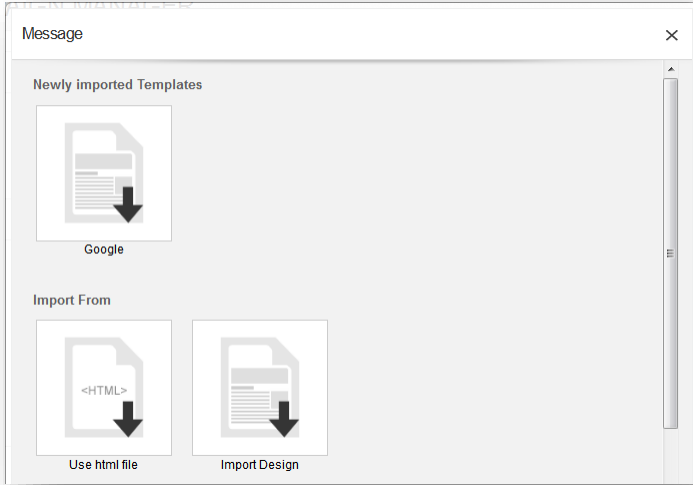 Message
Newly imported Templates
Google
Import From
<HTML>
Use html file
Import Design